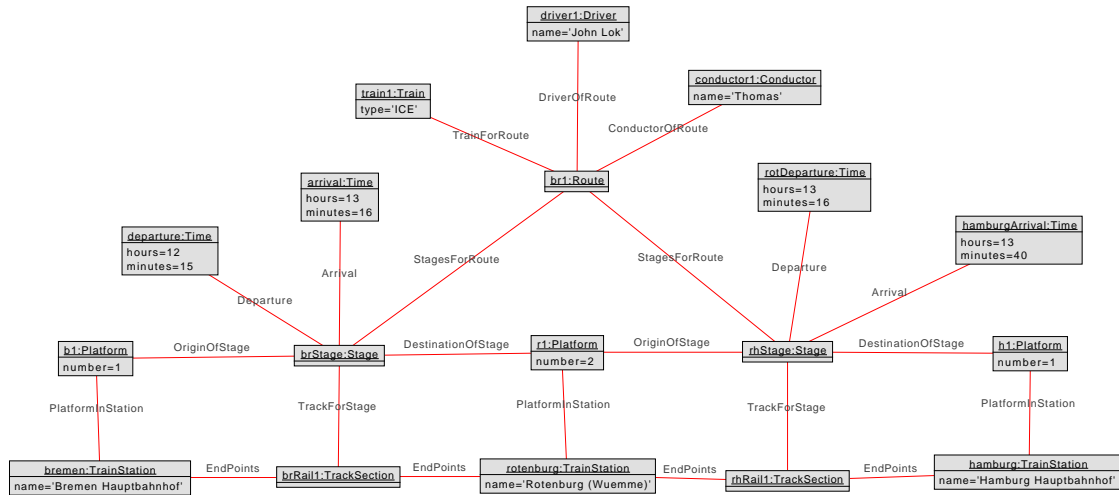 driver1:Driver
name='John Lok'
conductor1:Conductor
name='Thomas'
train1:Train
type='ICE'
DriverOfRoute
TrainForRoute
ConductorOfRoute
br1:Route
arrival:Time
hours=13
minutes=16
rotDeparture:Time
hours=13
minutes=16
departure:Time
hours=12
minutes=15
hamburgArrival:Time
hours=13
minutes=40
StagesForRoute
StagesForRoute
Arrival
Departure
Departure
Arrival
b1:Platform
number=1
OriginOfStage
brStage:Stage
DestinationOfStage
r1:Platform
number=2
OriginOfStage
rhStage:Stage
DestinationOfStage
h1:Platform
number=1
PlatformInStation
TrackForStage
PlatformInStation
TrackForStage
PlatformInStation
bremen:TrainStation
name='Bremen Hauptbahnhof'
EndPoints
brRail1:TrackSection
EndPoints
rotenburg:TrainStation
name='Rotenburg (Wuemme)'
EndPoints
rhRail1:TrackSection
EndPoints
hamburg:TrainStation
name='Hamburg Hauptbahnhof'